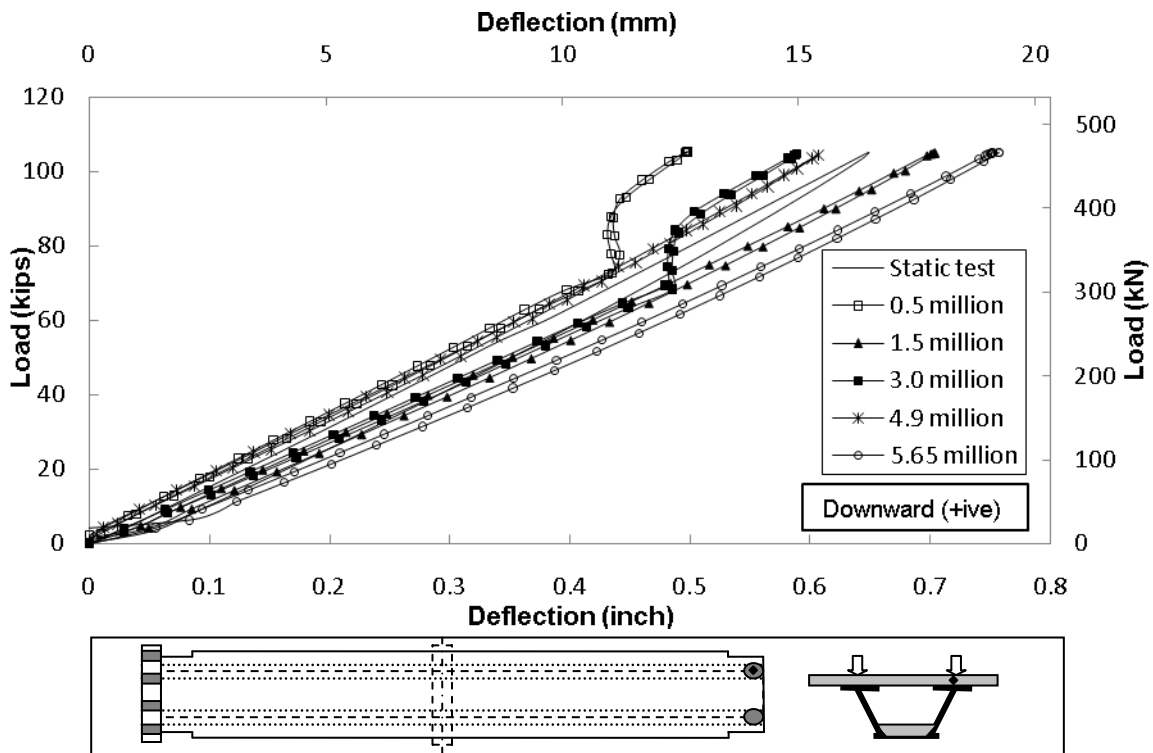 Deflection (mm)
0 5 10 15 20
120 100 80 60 40 20 0
Load (kips)
500 400 300 200 100 0
Load (kN)
Static test
0.5 million
1.5 million
3.0 million
4.9 million
5.65 million
Downward (+ive)
0 0.1 0.2 0.3 0.4 0.5 0.6 0.7 0.8
Deflection (inch)